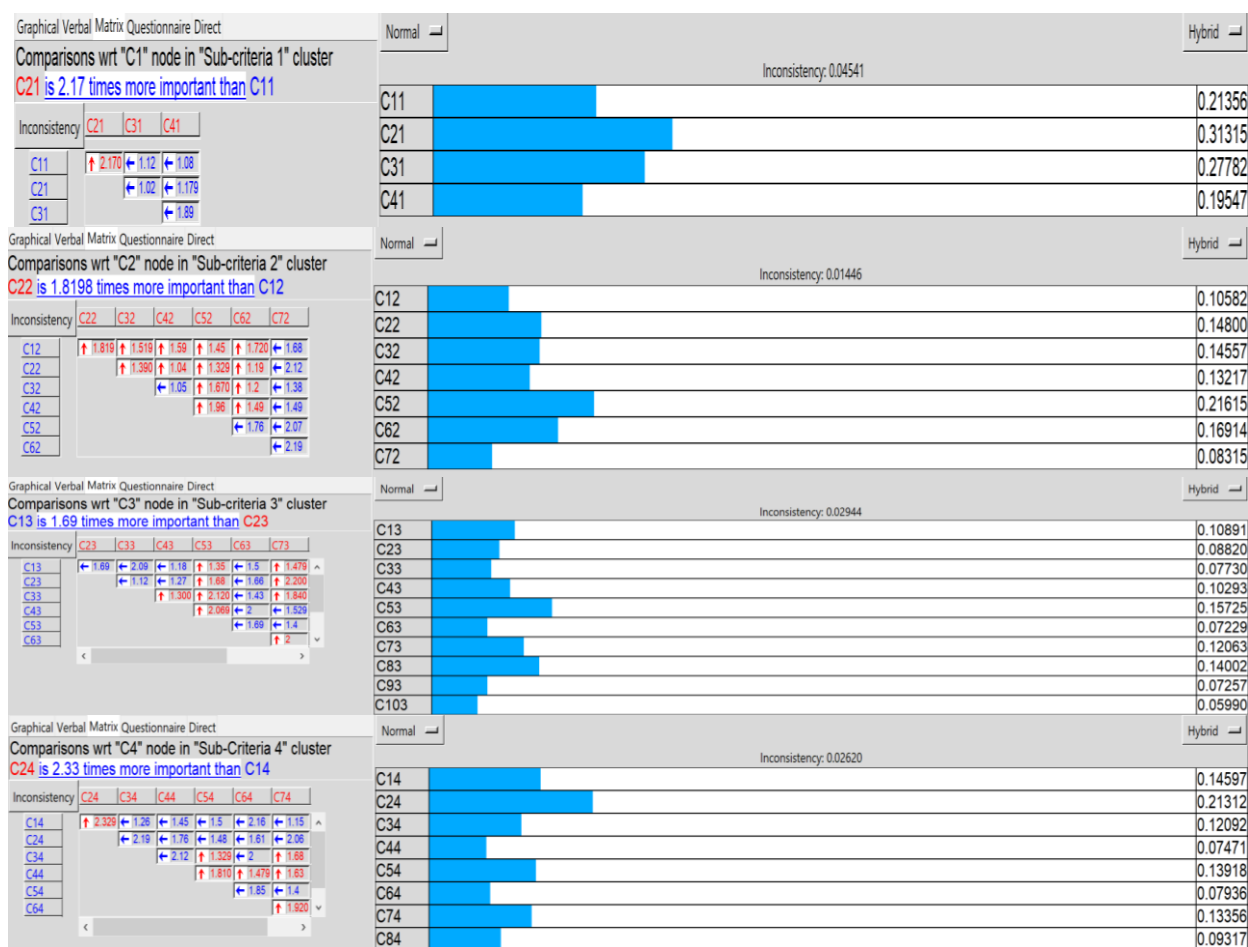 Graphical Verbal Matrix Questionnaire Direct
Comparisons wrt "C1" node in "Sub-criteria 1" cluster
C21 is 2.17 times more important than C11
Inconsistency C21 C31 C41
C11 2.170 1.12 1.08
C21 1.02 1.179
C31 1.89
Normal Hybrid
Inconsistency: 0.04541
C11 0.21356
C21 0.31315
C31 0.27782
C41 0.19547
Graphical Verbal Matrix Questionnaire Direct
Comparisons wrt "C2" node in "Sub-criteria 2" cluster
C22 is 1.8198 times more important than C12
Inconsistency C22 C32 C42 C52 C62 C72
C12 1.819 1.519 1.59 1.45 1.720 1.68
C22 1.390 1.04 1.329 1.19 2.12
C32 1.05 1.670 1.2 1.38
C42 1.96 1.49 1.49
C52 1.76 2.07
C62 2.19
Normal Hybrid
Inconsistency: 0.01446
C12 0.10582
C22 0.14800
C32 0.14557
C42 0.13217
C52 0.21615
C62 0.16914
C72 0.08315
Graphical Verbal Matrix Questionnaire Direct
Comparisons wrt "C3" node in "Sub-criteria 3" cluster
C13 is 1.69 times more important than C23
Inconsistency C23 C33 C43 C53 C63 C73
C13 1.69 2.09 1.18 1.35 1.5 1.479
C23 1.12 1.27 1.68 1.66 2.200
C33 1.300 2.120 1.43 1.840
C43 2.069 2 1.529
C53 1.69 1.4
C63 2
Normal Hybrid
Inconsistency: 0.02944
C13 0.10891
C23 0.08820
C33 0.07730
C43 0.10293
C53 0.15725
C63 0.07229
C73 0.12063
C83 0.14002
C93 0.07257
C103 0.05990
Graphical Verbal Matrix Questionnaire Direct
Comparisons wrt "C4" node in "Sub-Criteria 4" cluster
C24 is 2.33 times more important than C14
Inconsistency C24 C34 C44 C54 C64 C74
C14 2.329 1.26 1.45 1.5 2.16 1.15
C24 2.19 1.76 1.48 1.61 2.06
C34 2.12 1.329 2 1.68
C44 1.810 1.479 1.63
C54 1.85 1.4
C64 1.920
Normal Hybrid
Inconsistency: 0.02620
C14 0.14597
C24 0.21312
C34 0.12092
C44 0.07471
C54 0.13918
C64 0.07936
C74 0.13356
C84 0.09317